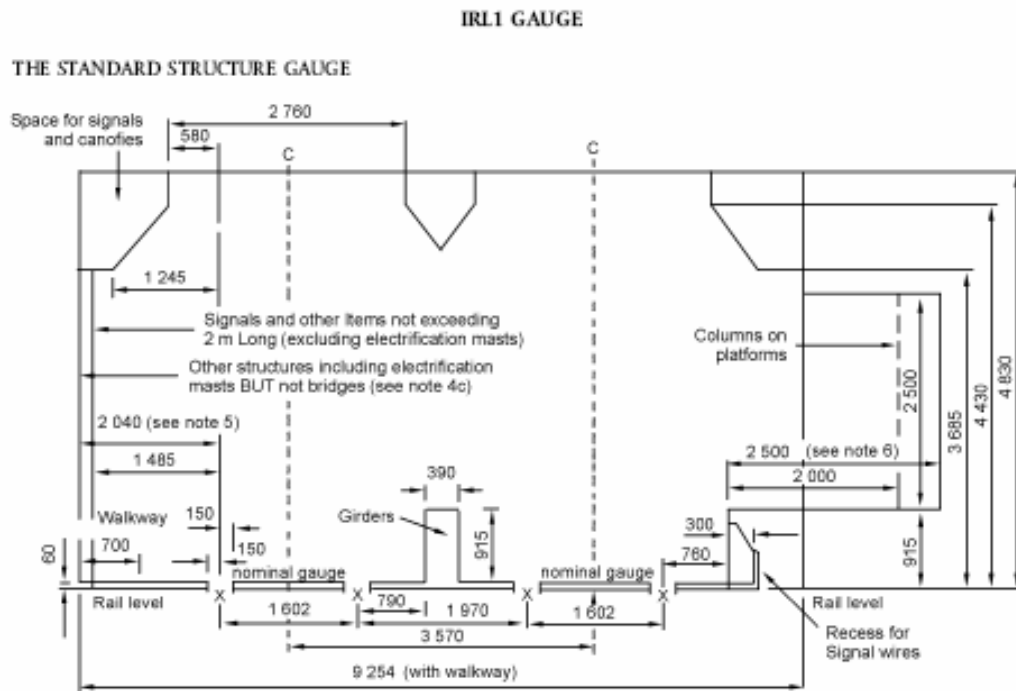 IRL1 GAUGE
THE STANDARD STRUCTURE GAUGE
2 760
Space for signals
and canofies
580
C
C
1 245
Signals and other Items not exceeding
2 m Long (excluding electrification masts)
Other structures including electrification
masts BUT not bridges (see note 4c)
Columns on
platforms
2 500
3 685
4 430
4 830
2 040 (see note 5)
1 485
390
2 500 (see note 6)
2 000
Walkway
150
Girders
915
300
915
700
150
760
60
nominal gauge
nominal gauge
Rail level
X
X
X
X
Rail level
790
1 602
1 970
1 602
3 570
Recess for
Signal wires
9 254 (with walkway)